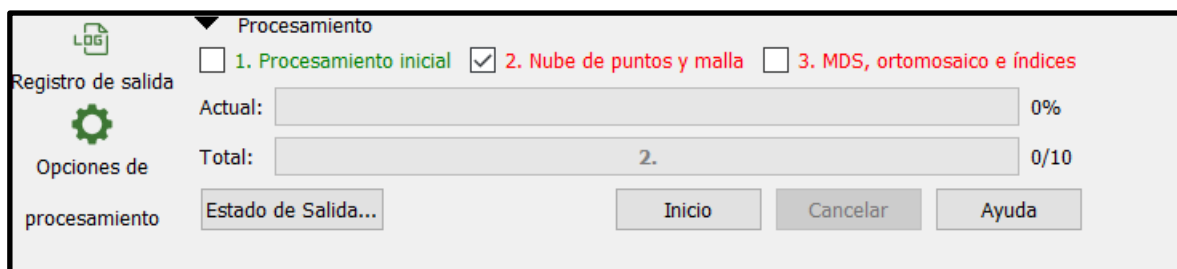 LOG
Registro de salida
Opciones de
procesamiento
Procesamiento
1. Procesamiento inicial 2. Nube de puntos y malla 3. MDS, ortomosaico e índices
Actual: 0%
Total: 2. 0/10
Estado de Salida... Inicio Cancelar Ayuda